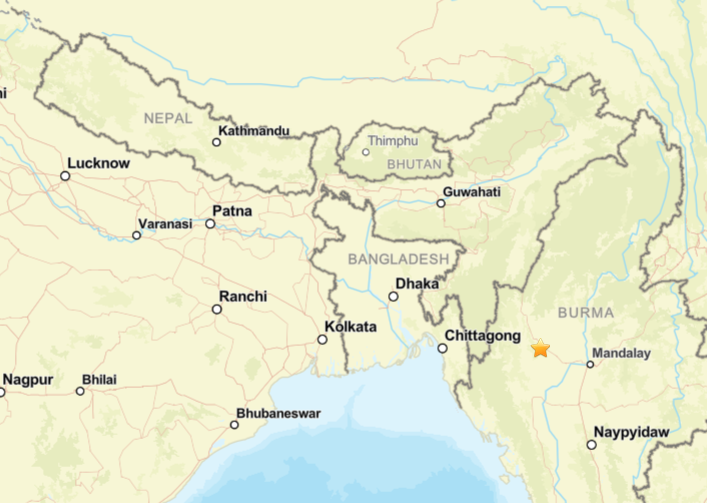 ni
NEPAL
Kathmandu
Thimphu
BHUTAN
Lucknow
Guwahati
Varanasi
Patna
BANGLADESH
Dhaka
Ranchi
Kolkata
Chittagong
BURMA
Mandalay
Nagpur
Bhilai
Bhubaneswar
Naypyidaw